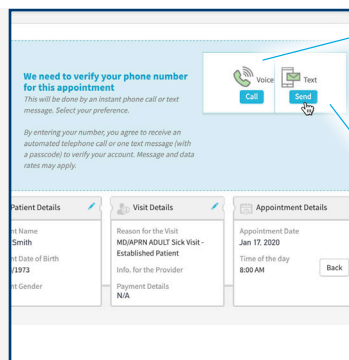 We need to verify your phone number
for this appointment
This will be done by an instant phone call or text
message. Select your preference.
By entering your number, you agree to receive an
automated telephone call or one text message (with
a passcode) to verify your account. Message and data
rates may apply.
Voice
Call
Text
Send
Patient Details
nt Name
Smith
nt Date of Birth
/1973
nt Gender
Visit Details
Reason for the Visit
MD/APRN ADULT Sick Visit -
Established Patient
Info. for the Provider
Payment Details
N/A
Appointment Details
Appointment Date
Jan 17, 2020
Time of the day
8:00 AM
Back